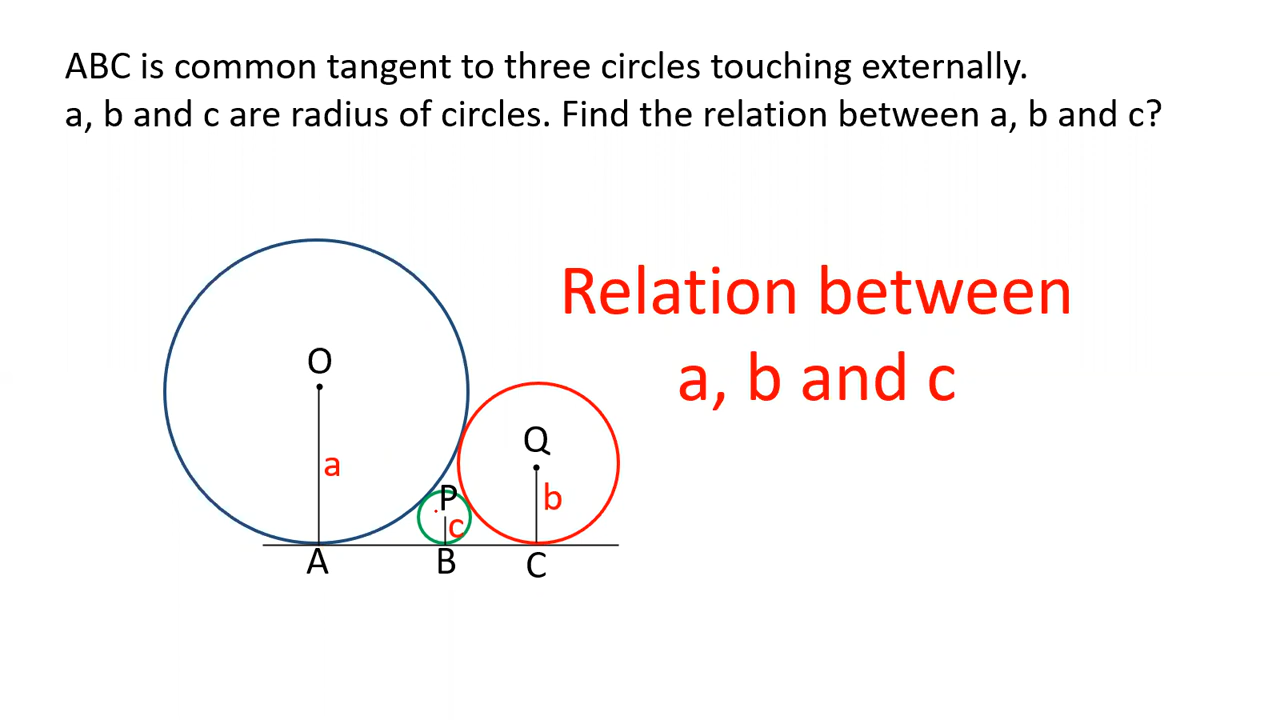 ABC is common tangent to three circles touching externally.
a, b and c are radius of circles. Find the relation between a, b and c?
Relation between
a, b and c
O
a
Q
b
P
c
A
B
C